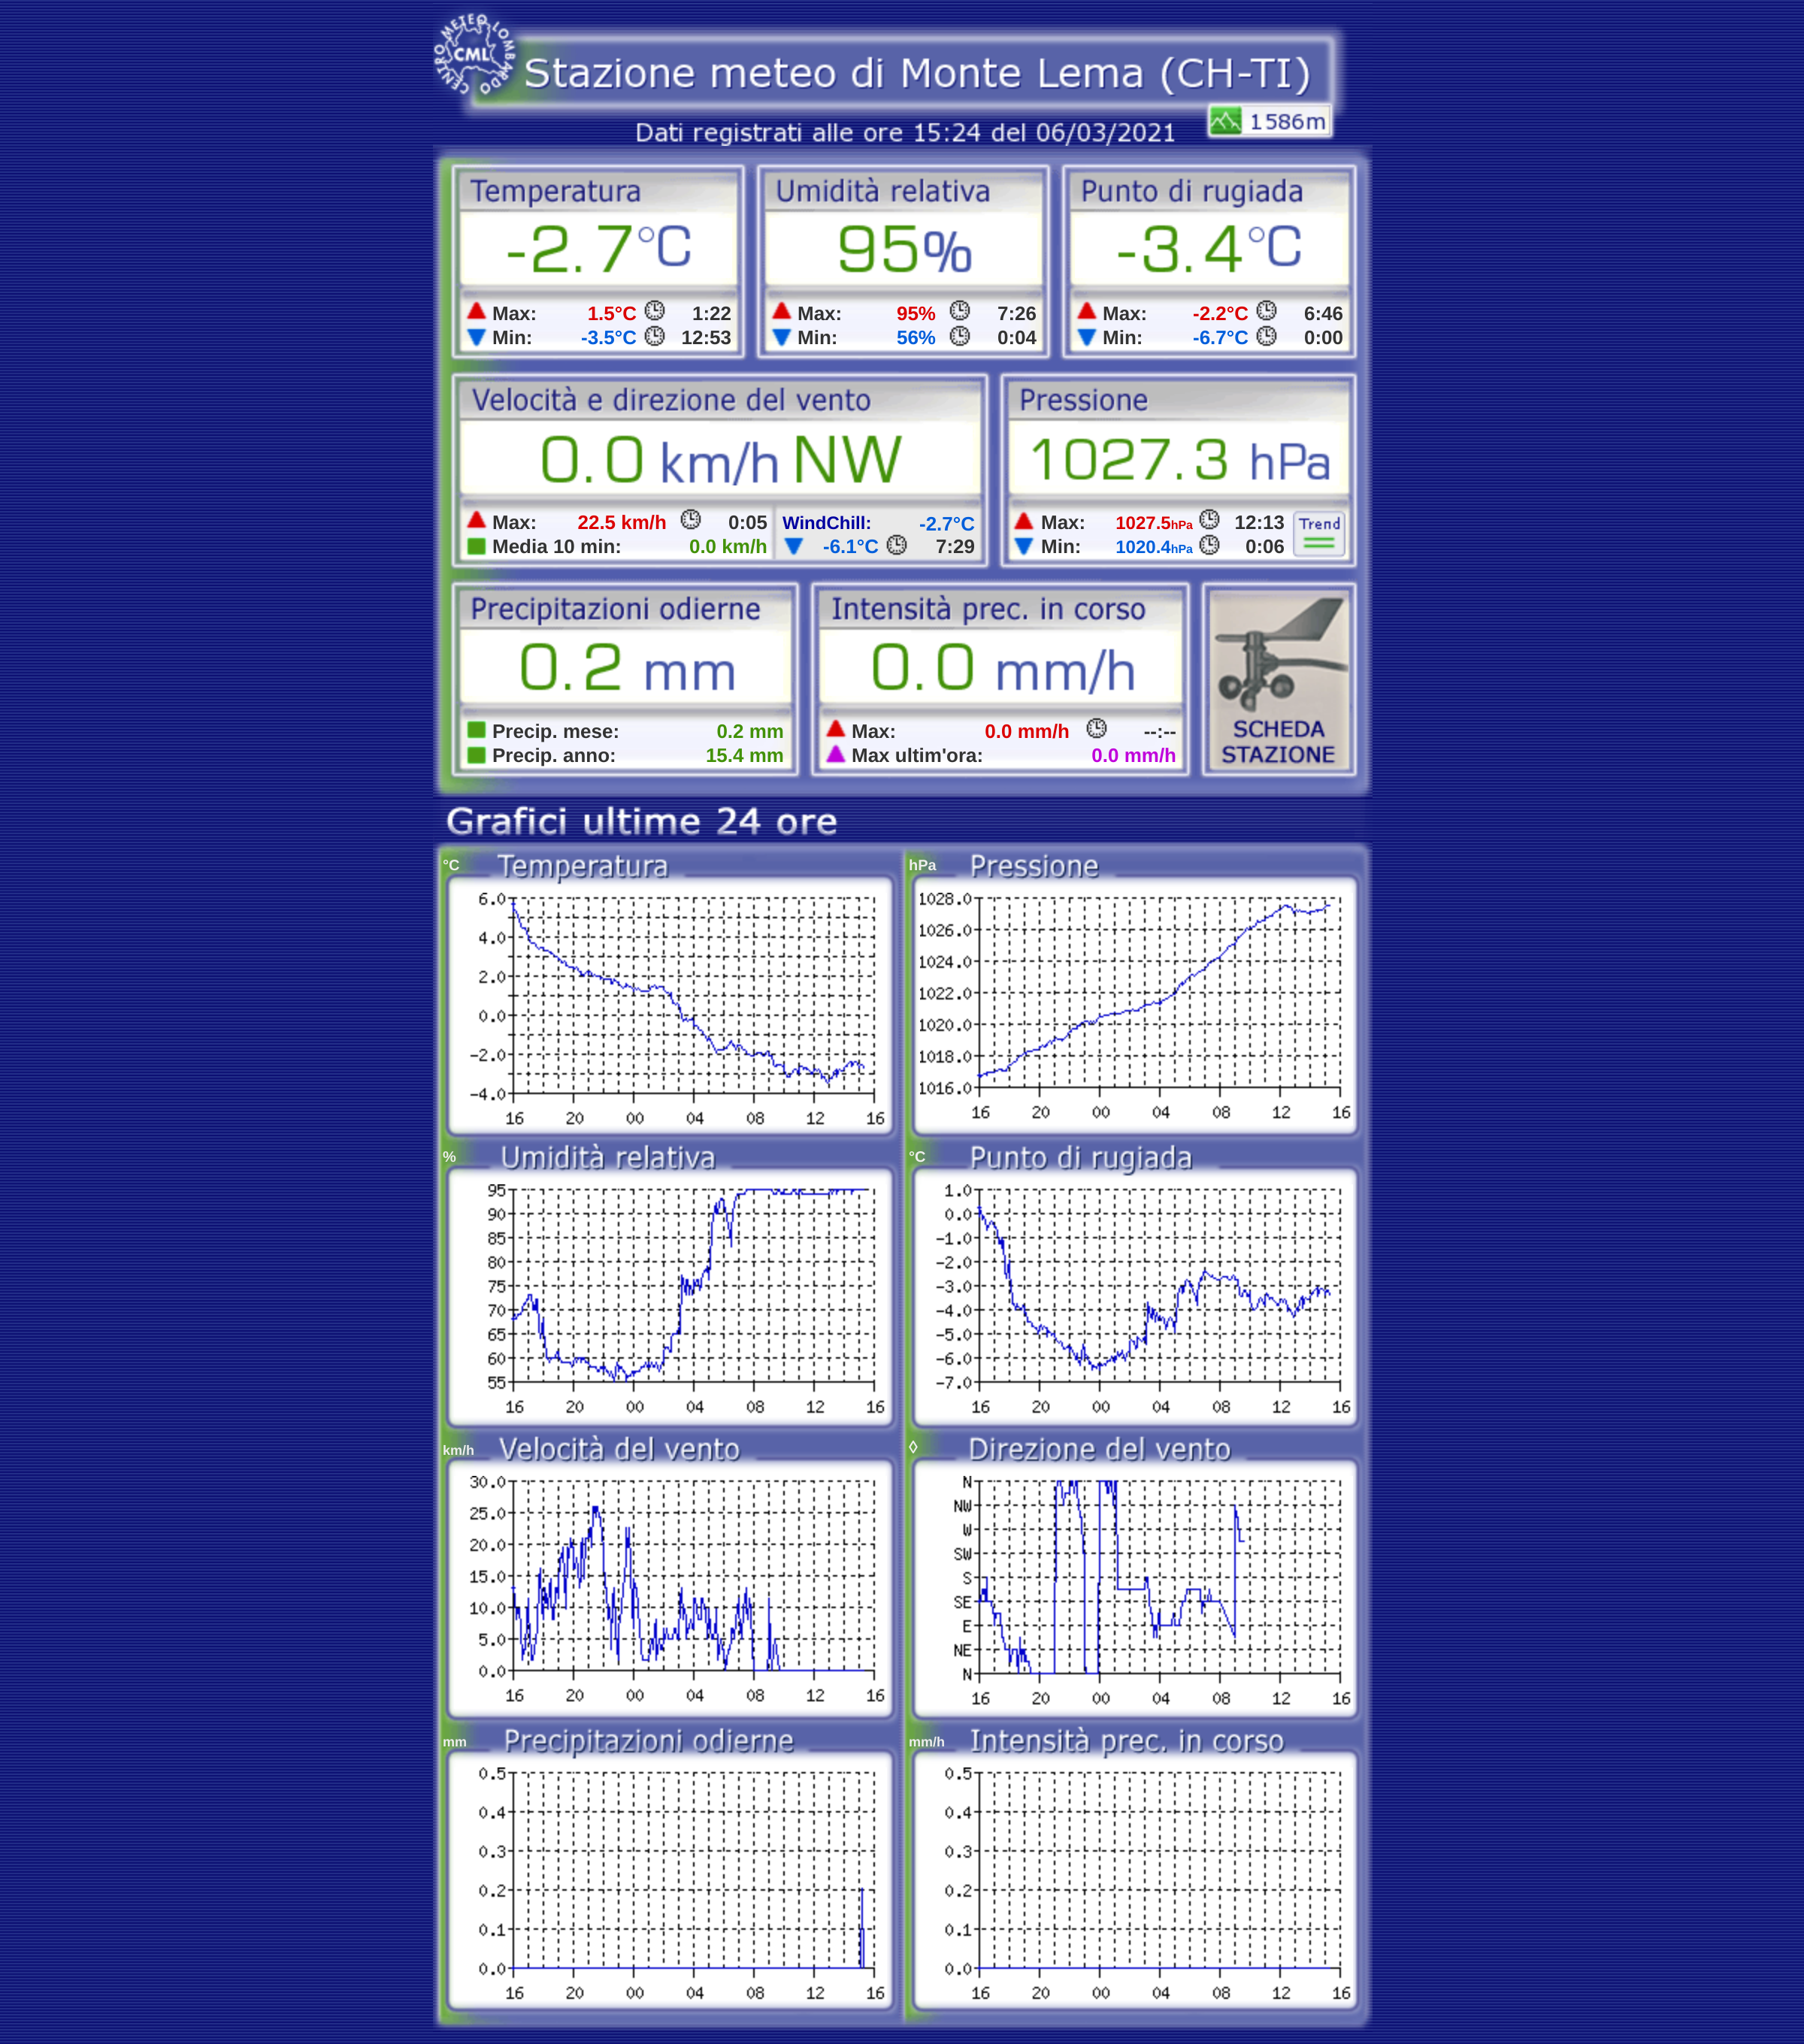 CENTRO METEO LOMBARDO
CML
Stazione meteo di Monte Lema (CH-TI)
1586m
Dati registrati alle ore 15:24 del 06/03/2021
Temperatura
-2.7°C
Max: 1.5°C 1:22
Min: -3.5°C 12:53
Umidità relativa
95%
Max: 95% 7:26
Min: 56% 0:04
Punto di rugiada
-3.4°C
Max: -2.2°C 6:46
Min: -6.7°C 0:00
Velocità e direzione del vento
0.0 km/h NW
Max: 22.5 km/h 0:05
Media 10 min: 0.0 km/h
WindChill: -2.7°C
-6.1°C 7:29
Pressione
1027.3 hPa
Max: 1027.5hPa 12:13
Min: 1020.4hPa 0:06
Trend
Precipitazioni odierne
0.2 mm
Precip. mese: 0.2 mm
Precip. anno: 15.4 mm
Intensità prec. in corso
0.0 mm/h
Max: 0.0 mm/h --:--
Max ultim'ora: 0.0 mm/h
SCHEDA
STAZIONE
Grafici ultime 24 ore
°C Temperatura
6.0
4.0
2.0
0.0
-2.0
-4.0
16 20 00 04 08 12 16
hPa Pressione
1028.0
1026.0
1024.0
1022.0
1020.0
1018.0
1016.0
16 20 00 04 08 12 16
% Umidità relativa
95
90
85
80
75
70
65
60
55
16 20 00 04 08 12 16
°C Punto di rugiada
1.0
0.0
-1.0
-2.0
-3.0
-4.0
-5.0
-6.0
-7.0
16 20 00 04 08 12 16
km/h Velocità del vento
30.0
25.0
20.0
15.0
10.0
5.0
0.0
16 20 00 04 08 12 16
◊ Direzione del vento
N
NW
W
SW
S
SE
E
NE
N
16 20 00 04 08 12 16
mm Precipitazioni odierne
0.5
0.4
0.3
0.2
0.1
0.0
16 20 00 04 08 12 16
mm/h Intensità prec. in corso
0.5
0.4
0.3
0.2
0.1
0.0
16 20 00 04 08 12 16